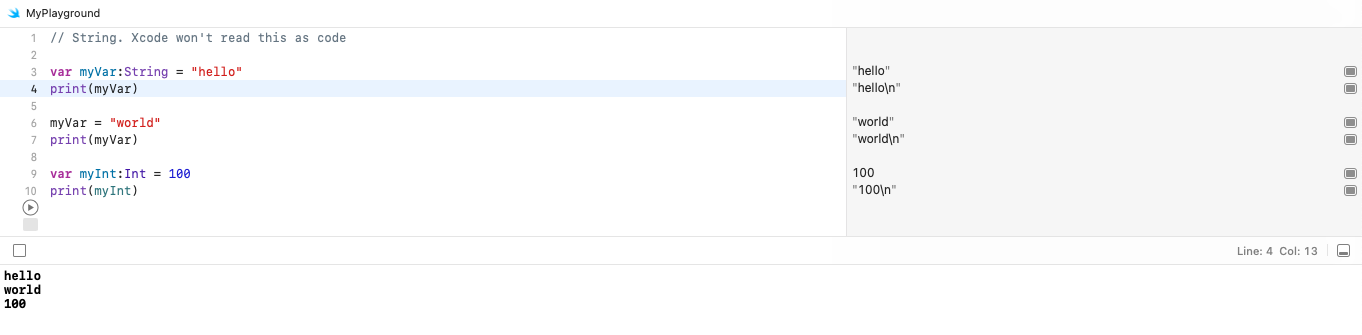 MyPlayground
1 // String. Xcode won't read this as code
2
3 var myVar:String = "hello"
"hello"
4 print(myVar)
"hello\n"
5
6 myVar = "world"
"world"
7 print(myVar)
"world\n"
8
9 var myInt:Int = 100
100
10 print(myInt)
"100\n"
Line: 4 Col: 13
hello
world
100